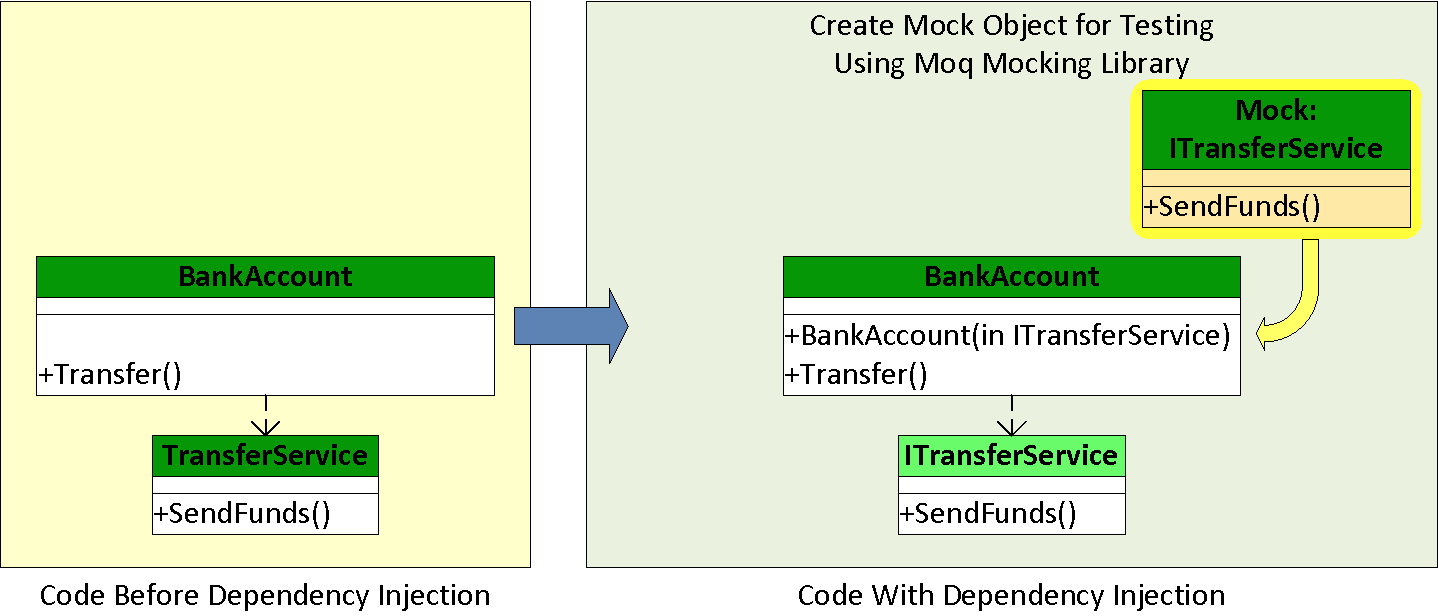 Create Mock Object for Testing
Using Moq Mocking Library
Mock:
ITransferService
+SendFunds()
BankAccount
+Transfer()
TransferService
+SendFunds()
BankAccount
+BankAccount(in ITransferService)
+Transfer()
ITransferService
+SendFunds()
Code Before Dependency Injection
Code With Dependency Injection